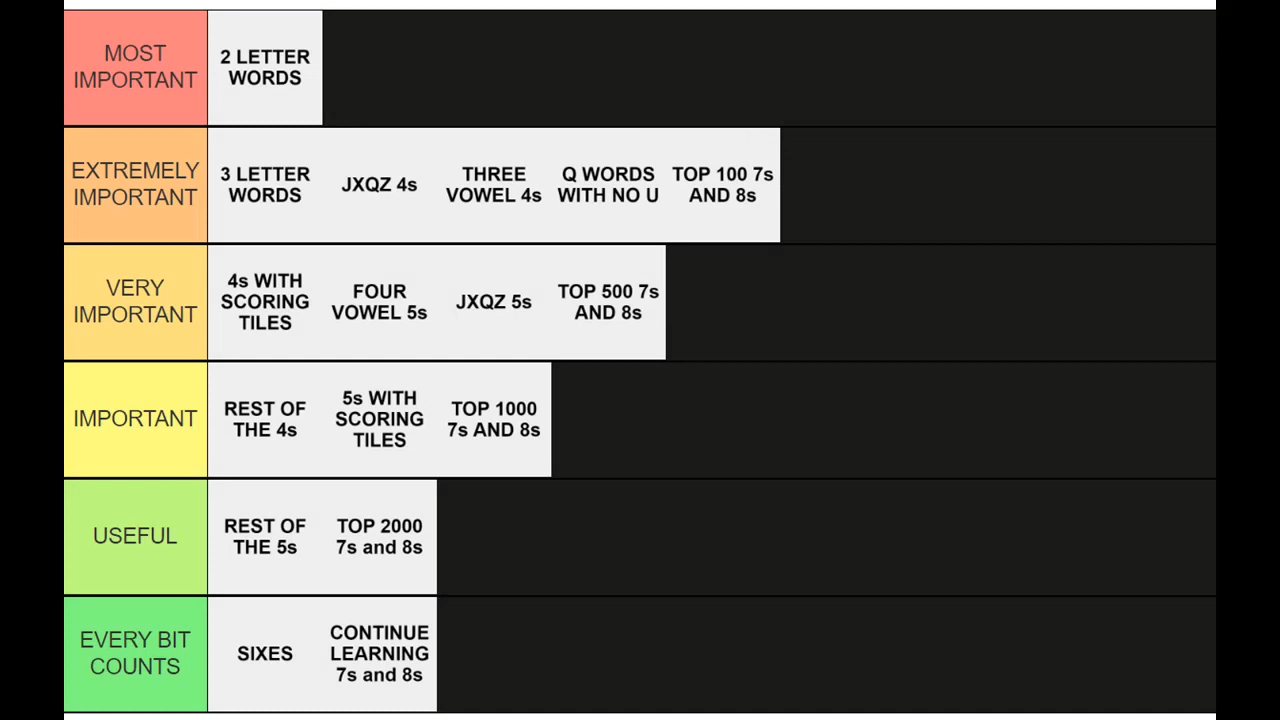 MOST
IMPORTANT
2 LETTER
WORDS
EXTREMELY
IMPORTANT
3 LETTER
WORDS
JXQZ 4s
THREE
VOWEL 4s
Q WORDS
WITH NO U
TOP 100 7s
AND 8s
VERY
IMPORTANT
4s WITH
SCORING
TILES
FOUR
VOWEL 5s
JXQZ 5s
TOP 500 7s
AND 8s
IMPORTANT
REST OF
THE 4s
5s WITH
SCORING
TILES
TOP 1000
7s AND 8s
USEFUL
REST OF
THE 5s
TOP 2000
7s and 8s
EVERY BIT
COUNTS
SIXES
CONTINUE
LEARNING
7s and 8s